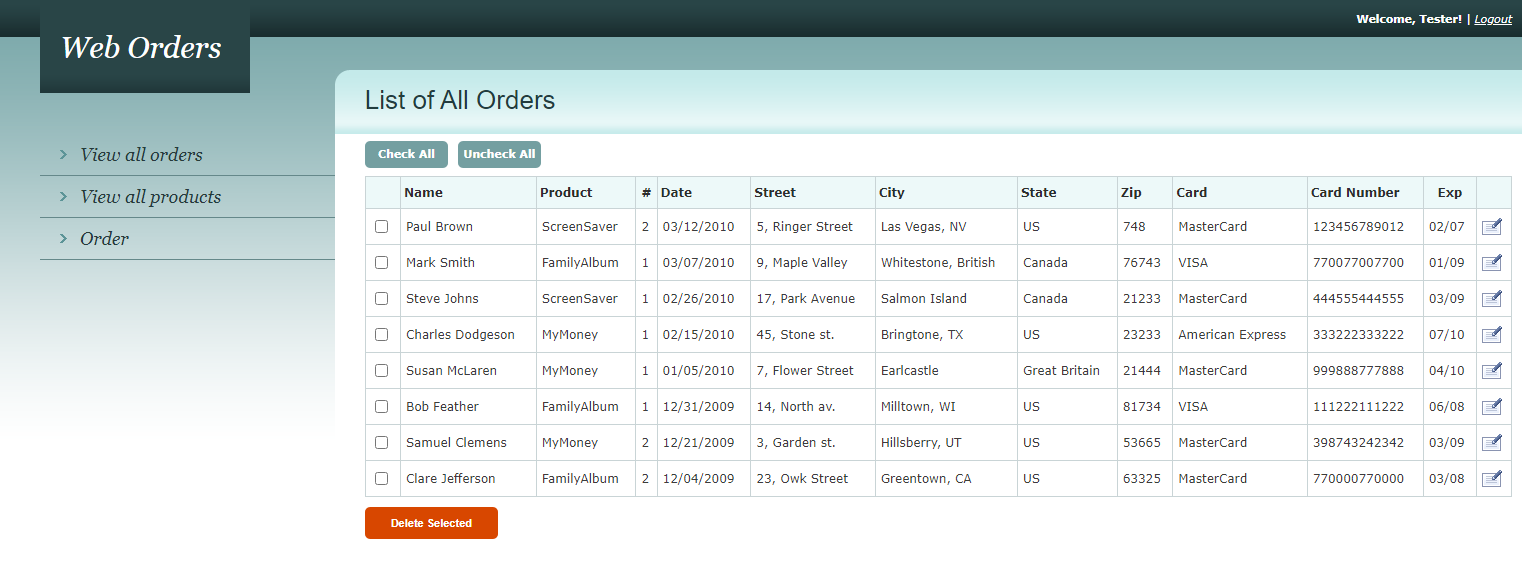 Welcome, Tester! | Logout
Web Orders
View all orders
View all products
Order
List of All Orders
Check All Uncheck All
Name Product # Date Street City State Zip Card Card Number Exp
Paul Brown ScreenSaver 2 03/12/2010 5, Ringer Street Las Vegas, NV US 748 MasterCard 123456789012 02/07
Mark Smith FamilyAlbum 1 03/07/2010 9, Maple Valley Whitestone, British Canada 76743 VISA 770077007700 01/09
Steve Johns ScreenSaver 1 02/26/2010 17, Park Avenue Salmon Island Canada 21233 MasterCard 444555444555 03/09
Charles Dodgeson MyMoney 1 02/15/2010 45, Stone st. Bringtone, TX US 23233 American Express 333222333222 07/10
Susan McLaren MyMoney 1 01/05/2010 7, Flower Street Earlcastle Great Britain 21444 MasterCard 999888777888 04/10
Bob Feather FamilyAlbum 1 12/31/2009 14, North av. Milltown, WI US 81734 VISA 111222111222 06/08
Samuel Clemens MyMoney 2 12/21/2009 3, Garden st. Hillsberry, UT US 53665 MasterCard 398743242342 03/09
Clare Jefferson FamilyAlbum 2 12/04/2009 23, Owk Street Greentown, CA US 63325 MasterCard 770000770000 03/08
Delete Selected